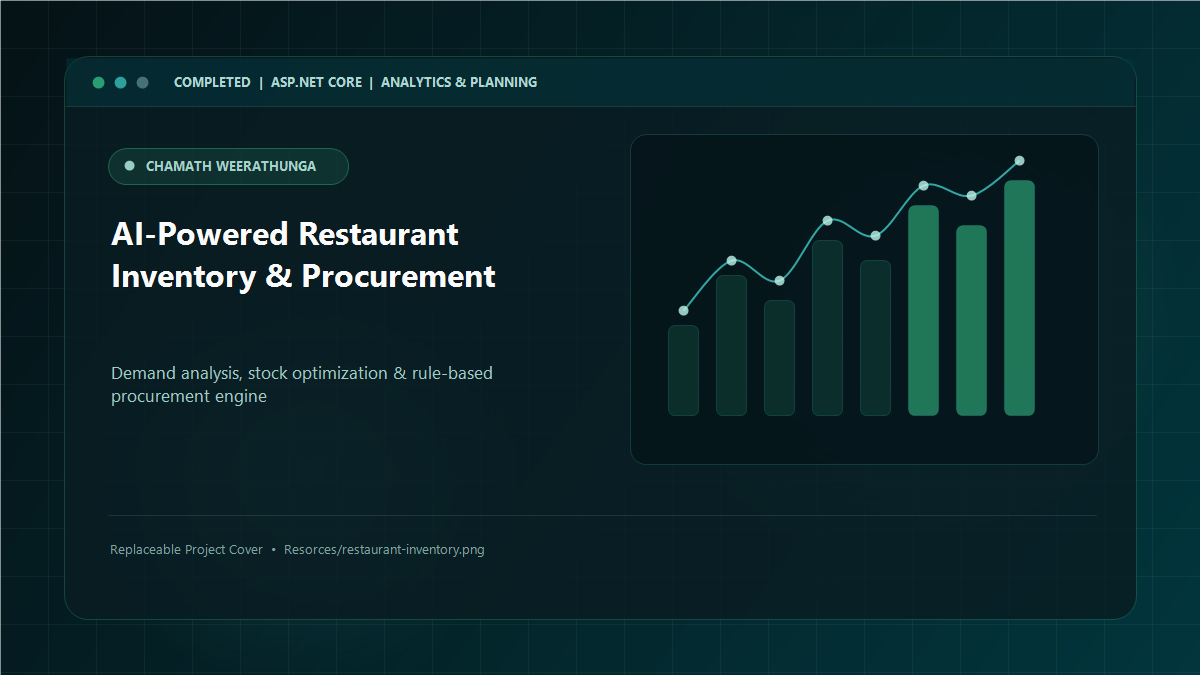 COMPLETED | ASP.NET CORE | ANALYTICS & PLANNING
CHAMATH WEERATHUNGA
AI-Powered Restaurant
Inventory & Procurement
Demand analysis, stock optimization & rule-based
procurement engine
Replaceable Project Cover • Resorces/restaurant-inventory.png